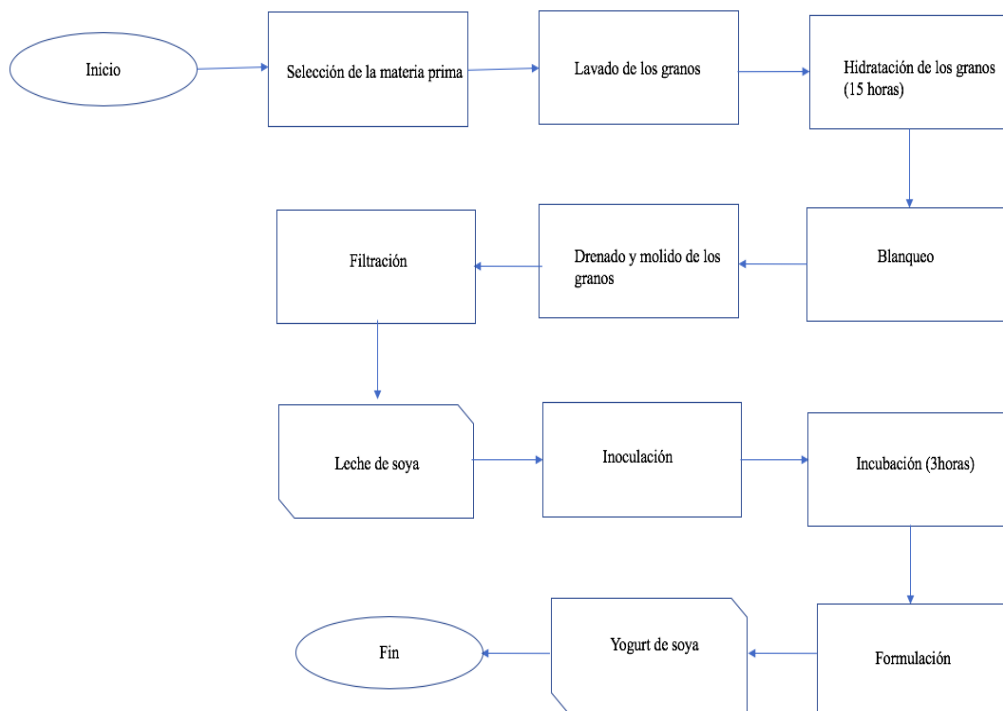 Inicio
Selección de la materia prima
Lavado de los granos
Hidratación de los granos
(15 horas)
Blanqueo
Drenado y molido de los
granos
Filtración
Leche de soya
Inoculación
Incubación (3horas)
Formulación
Yogurt de soya
Fin